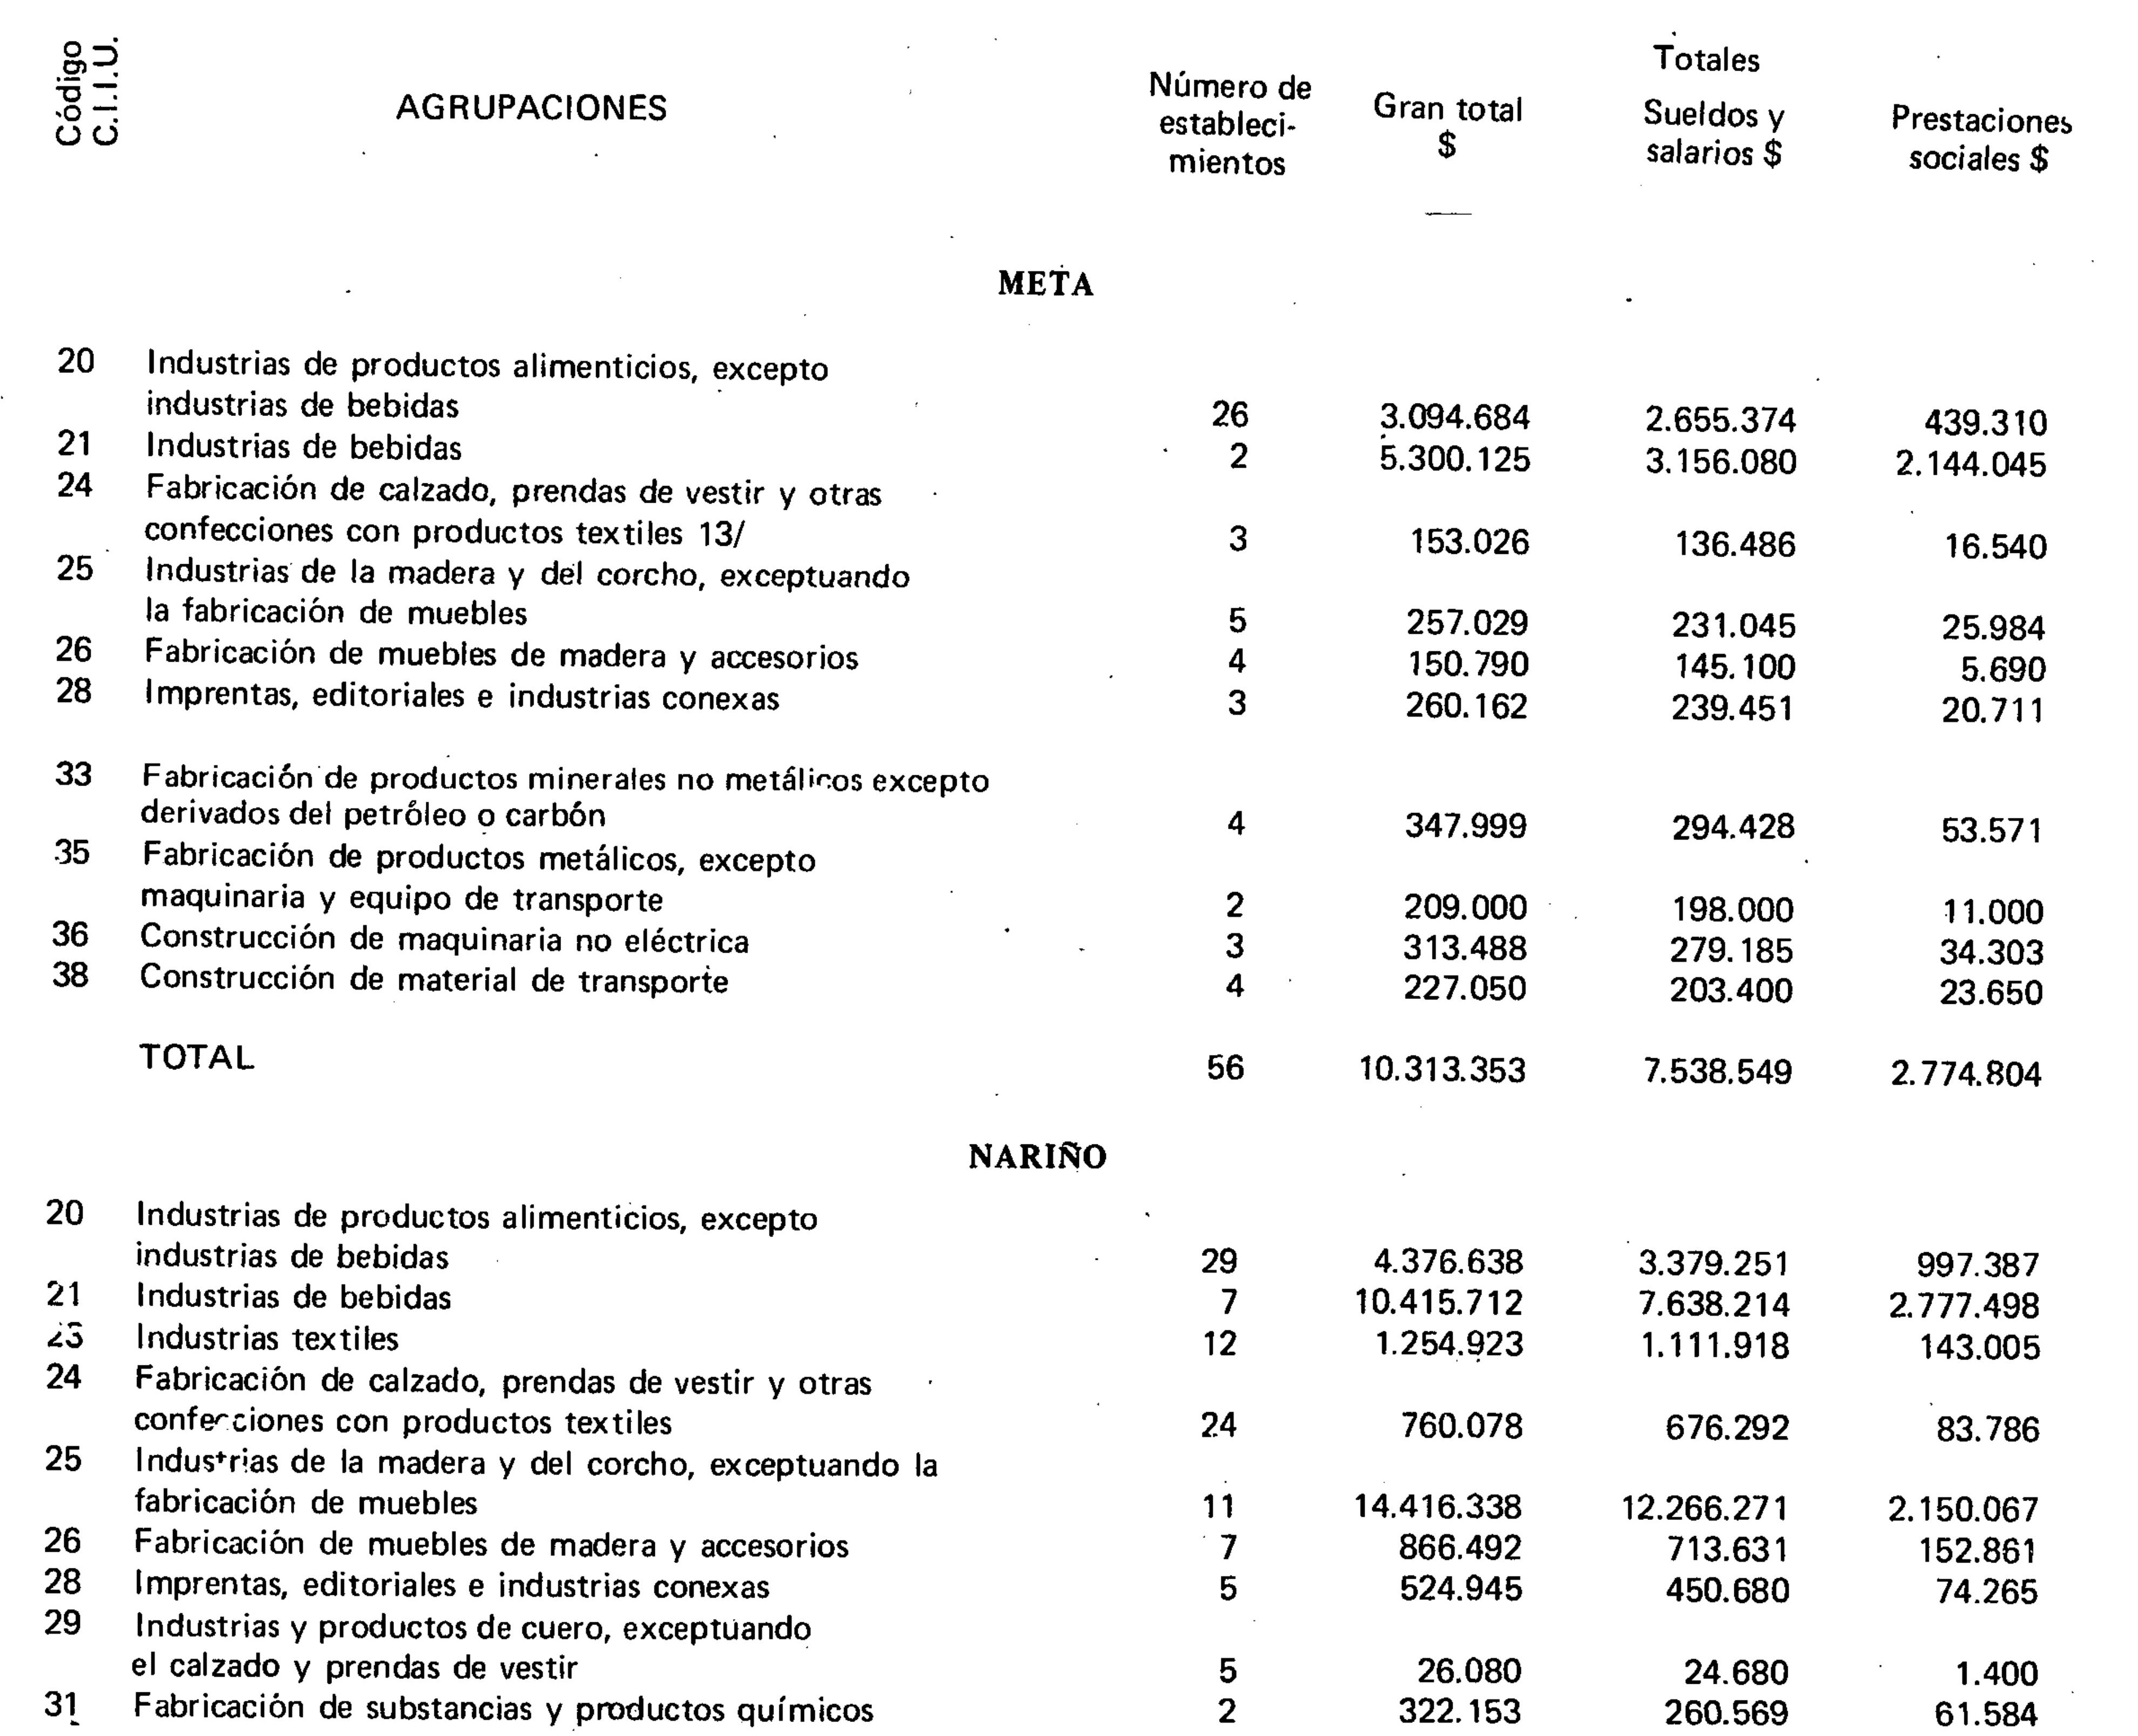 Código
C.I.I.U.
AGRUPACIONES
Número de
estableci-
mientos
Gran total
$
Totales
Sueldos y
salarios $
Prestaciones
sociales $
META
20 Industrias de productos alimenticios, excepto
industrias de bebidas 26 3.094.684 2.655.374 439.310
21 Industrias de bebidas 2 5.300.125 3.156.080 2.144.045
24 Fabricación de calzado, prendas de vestir y otras
confecciones con productos textiles 13/ 3 153.026 136.486 16.540
25 Industrias de la madera y del corcho, exceptuando
la fabricación de muebles 5 257.029 231.045 25.984
26 Fabricación de muebles de madera y accesorios 4 150.790 145.100 5.690
28 Imprentas, editoriales e industrias conexas 3 260.162 239.451 20.711
33 Fabricación de productos minerales no metálicos excepto
derivados del petróleo o carbón 4 347.999 294.428 53.571
35 Fabricación de productos metálicos, excepto
maquinaria y equipo de transporte 2 209.000 198.000 11.000
36 Construcción de maquinaria no eléctrica 3 313.488 279.185 34.303
38 Construcción de material de transporte 4 227.050 203.400 23.650
TOTAL 56 10.313.353 7.538.549 2.774.804
NARIÑO
20 Industrias de productos alimenticios, excepto
industrias de bebidas 29 4.376.638 3.379.251 997.387
21 Industrias de bebidas 7 10.415.712 7.638.214 2.777.498
23 Industrias textiles 12 1.254.923 1.111.918 143.005
24 Fabricación de calzado, prendas de vestir y otras
confecciones con productos textiles 24 760.078 676.292 83.786
25 Industrias de la madera y del corcho, exceptuando la
fabricación de muebles 11 14.416.338 12.266.271 2.150.067
26 Fabricación de muebles de madera y accesorios 7 866.492 713.631 152.861
28 Imprentas, editoriales e industrias conexas 5 524.945 450.680 74.265
29 Industrias y productos de cuero, exceptuando
el calzado y prendas de vestir 5 26.080 24.680 1.400
31 Fabricación de substancias y productos químicos 2 322.153 260.569 61.584